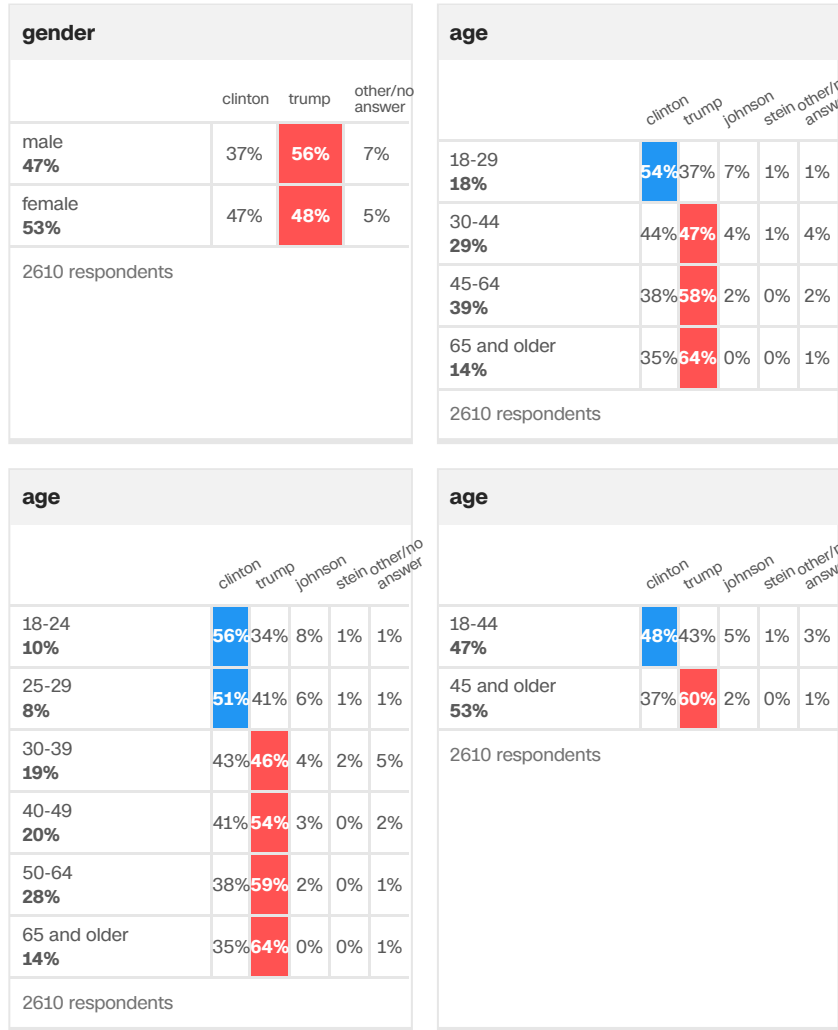 gender
clinton trump other/no answer
male 37% 56% 7%
47%
female 47% 48% 5%
53%
2610 respondents
age
clinton trump johnson stein
18-29 54% 37% 7% 1% 1%
18%
30-44 44% 47% 4% 1% 4%
29%
45-64 38% 58% 2% 0% 2%
39%
65 and older 35% 64% 0% 0% 1%
14%
2610 respondents
age
clinton trump johnson stein other/no answer
18-24 56% 34% 8% 1% 1%
10%
25-29 51% 41% 6% 1% 1%
8%
30-39 43% 46% 4% 2% 5%
19%
40-49 41% 54% 3% 0% 2%
20%
50-64 38% 59% 2% 0% 1%
28%
65 and older 35% 64% 0% 0% 1%
14%
2610 respondents
age
clinton trump johnson stein
18-44 48% 43% 5% 1% 3%
47%
45 and older 37% 60% 2% 0% 1%
53%
2610 respondents